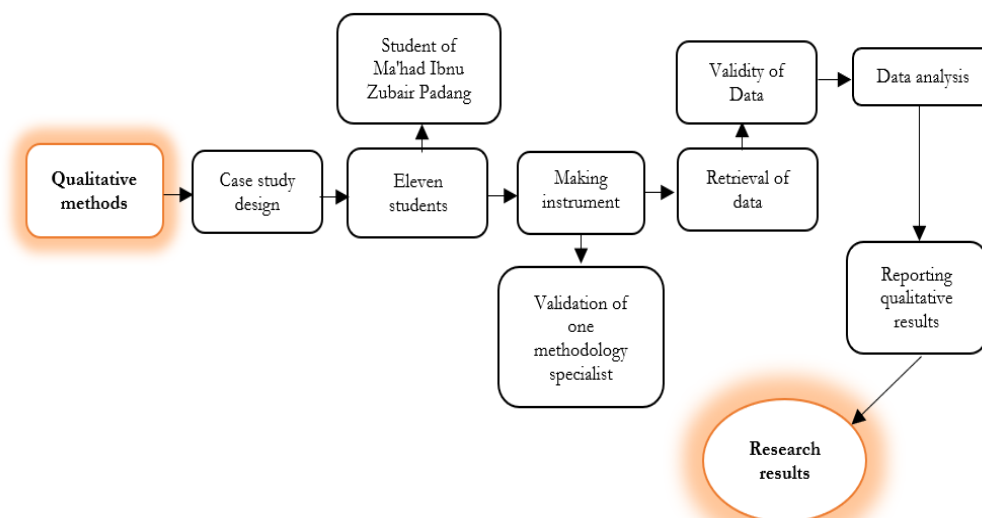 Student of
Ma'had Ibnu
Zubair Padang
Validity of
Data
Data analysis
Qualitative
methods
Case study
design
Eleven
students
Making
instrument
Retrieval of
data
Validation of
one
methodology
specialist
Reporting
qualitative
results
Research
results